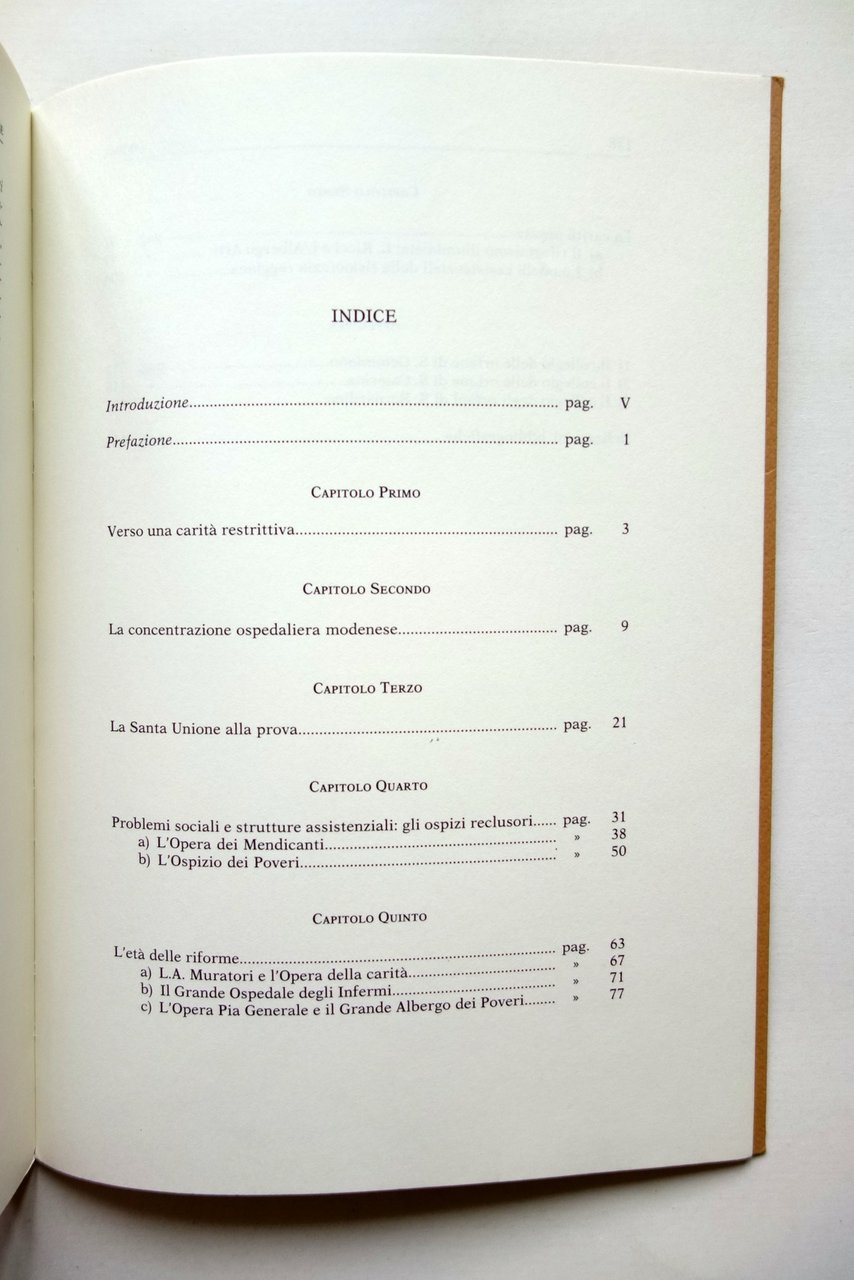 INDICE
Introduzione............ pag. V
Prefazione............ pag. 1
CAPITOLO PRIMO
Verso una carità restrittiva............ pag. 3
CAPITOLO SECONDO
La concentrazione ospedaliera modenese............ pag. 9
CAPITOLO TERZO
La Santa Unione alla prova............ pag. 21
CAPITOLO QUARTO
Problemi sociali e strutture assistenziali: gli ospizi reclusori...... pag. 31
a) L'Opera dei Mendicanti............ » 38
b) L'Ospizio dei Poveri............ » 50
CAPITOLO QUINTO
L'età delle riforme............ pag. 63
a) L.A. Muratori e l'Opera della carità............ » 67
b) Il Grande Ospedale degli Infermi............ » 71
c) L'Opera Pia Generale e il Grande Albergo dei Poveri........ » 77